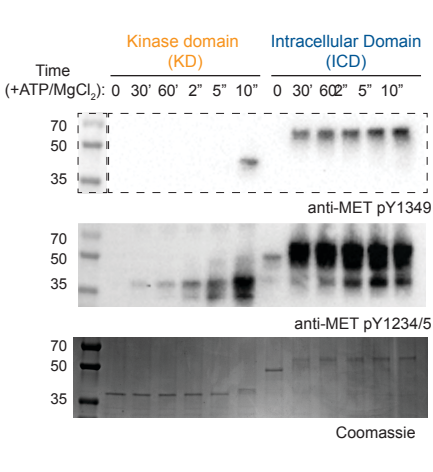 Kinase domain
(KD)
Intracellular Domain
(ICD)
Time
(+ATP/MgCl2): 0 30' 60' 2" 5" 10" 0 30' 60' 2" 5" 10"
70
50
35
anti-MET pY1349
70
50
35
anti-MET pY1234/5
70
50
35
Coomassie